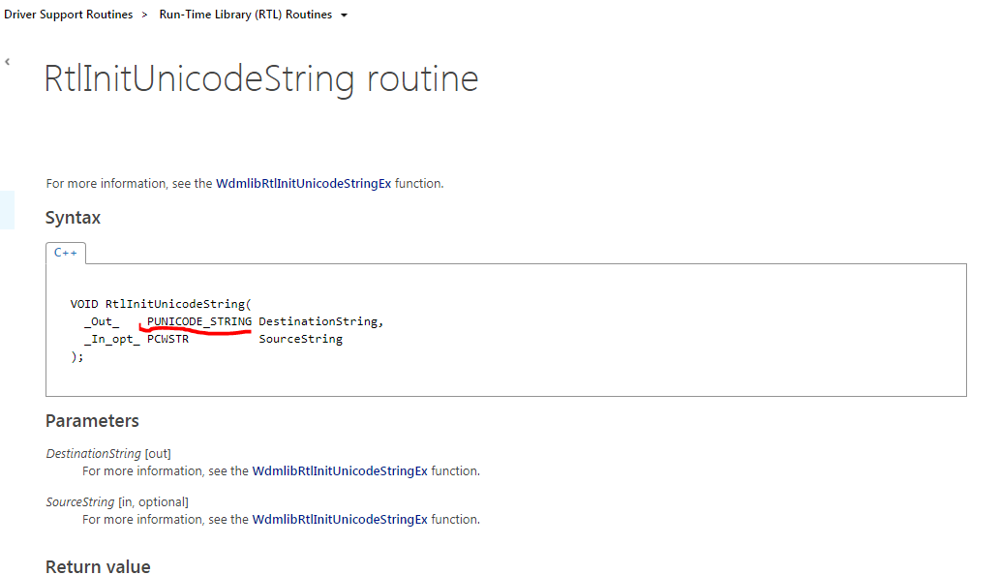 Driver Support Routines > Run-Time Library (RTL) Routines
RtlInitUnicodeString routine
For more information, see the WdmlibRtlInitUnicodeStringEx function.
Syntax
C++
VOID RtlInitUnicodeString(
_Out_ PUNICODE_STRING DestinationString,
_In_opt_ PCWSTR SourceString
);
Parameters
DestinationString [out]
For more information, see the WdmlibRtlInitUnicodeStringEx function.
SourceString [in, optional]
For more information, see the WdmlibRtlInitUnicodeStringEx function.
Return value